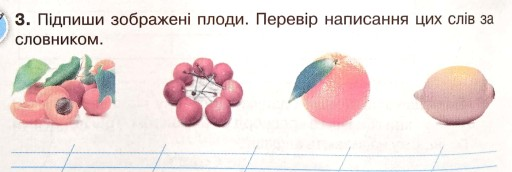 3. Підпиши зображені плоди. Перевір написання цих слів за
словником.